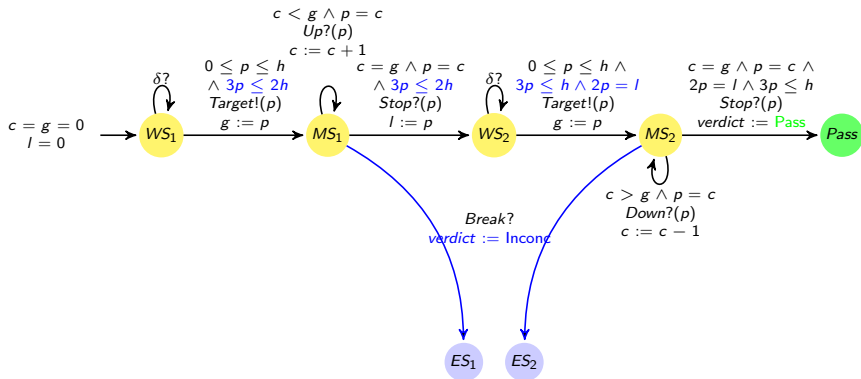 c < g ∧ p = c
Up?(p)
c := c + 1
δ?
0 ≤ p ≤ h
∧ 3p ≤ 2h
Target!(p)
g := p
c = g ∧ p = c
∧ 3p ≤ 2h
Stop?(p)
l := p
δ?
0 ≤ p ≤ h ∧
3p ≤ h ∧ 2p = l
Target!(p)
g := p
c = g ∧ p = c ∧
2p = l ∧ 3p ≤ h
Stop?(p)
verdict := Pass
c = g = 0
l = 0
WS₁
MS₁
WS₂
MS₂
Pass
c > g ∧ p = c
Down?(p)
c := c − 1
Break?
verdict := Inconc
ES₁
ES₂